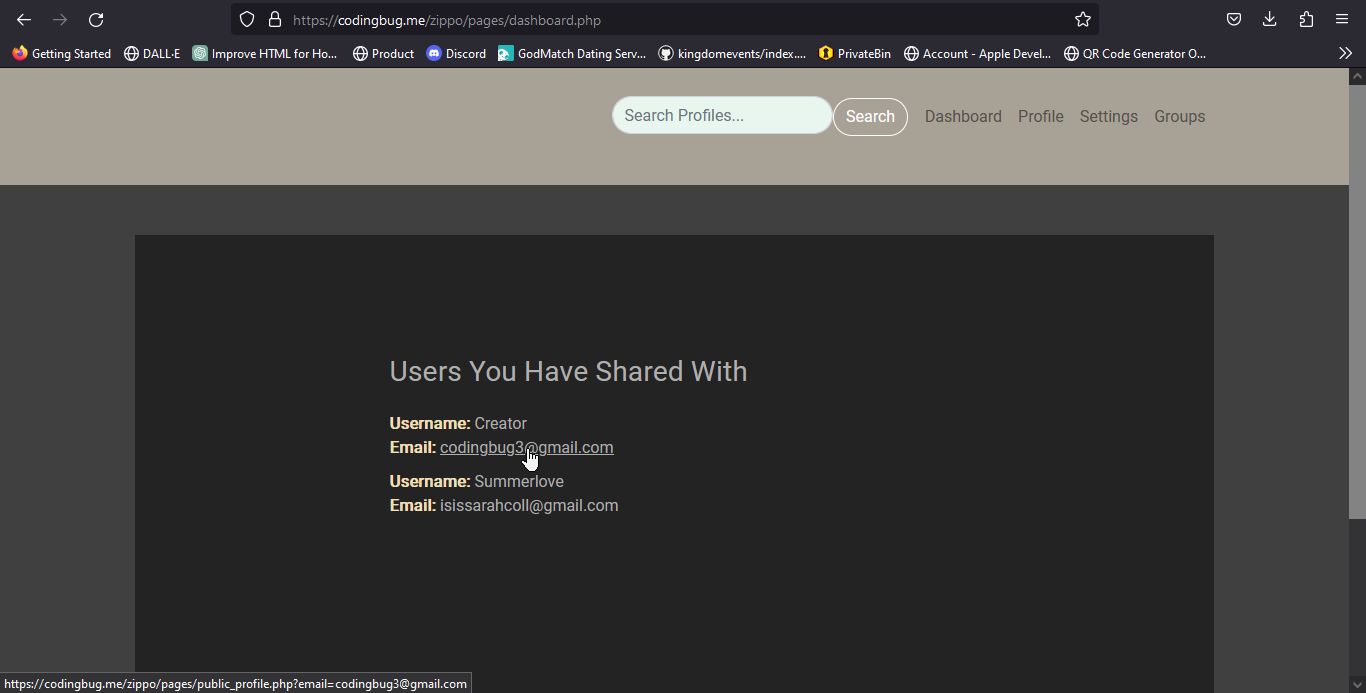 https://codingbug.me/zippo/pages/dashboard.php
Getting Started DALL·E Improve HTML for Ho... Product Discord GodMatch Dating Serv... kingdomevents/index.... PrivateBin Account - Apple Devel... QR Code Generator O...
Search Profiles... Search Dashboard Profile Settings Groups
Users You Have Shared With
Username: Creator
Email: codingbug3@gmail.com
Username: Summerlove
Email: isissarahcoll@gmail.com
https://codingbug.me/zippo/pages/public_profile.php?email=codingbug3@gmail.com